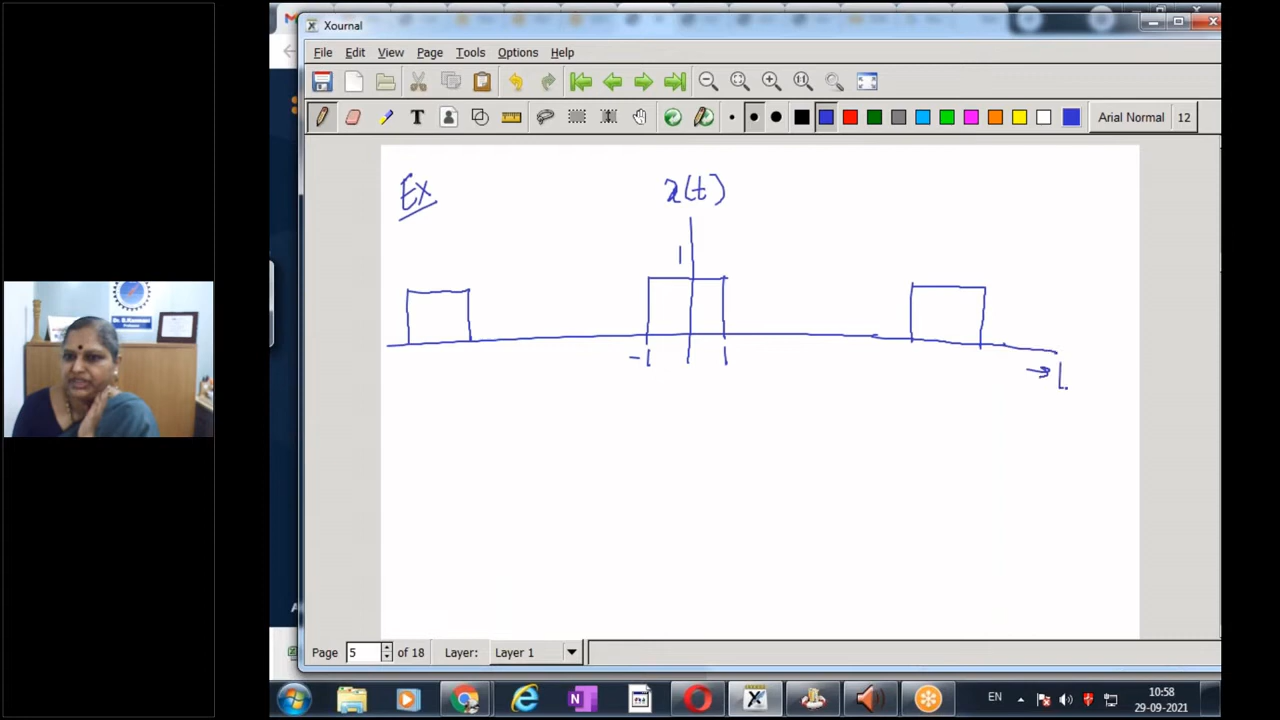 Xournal
File Edit View Page Tools Options Help
Arial Normal 12
Ex
x(t)
1
-1 1
Page 5 of 18 Layer: Layer 1
EN
10:58
29-09-2021